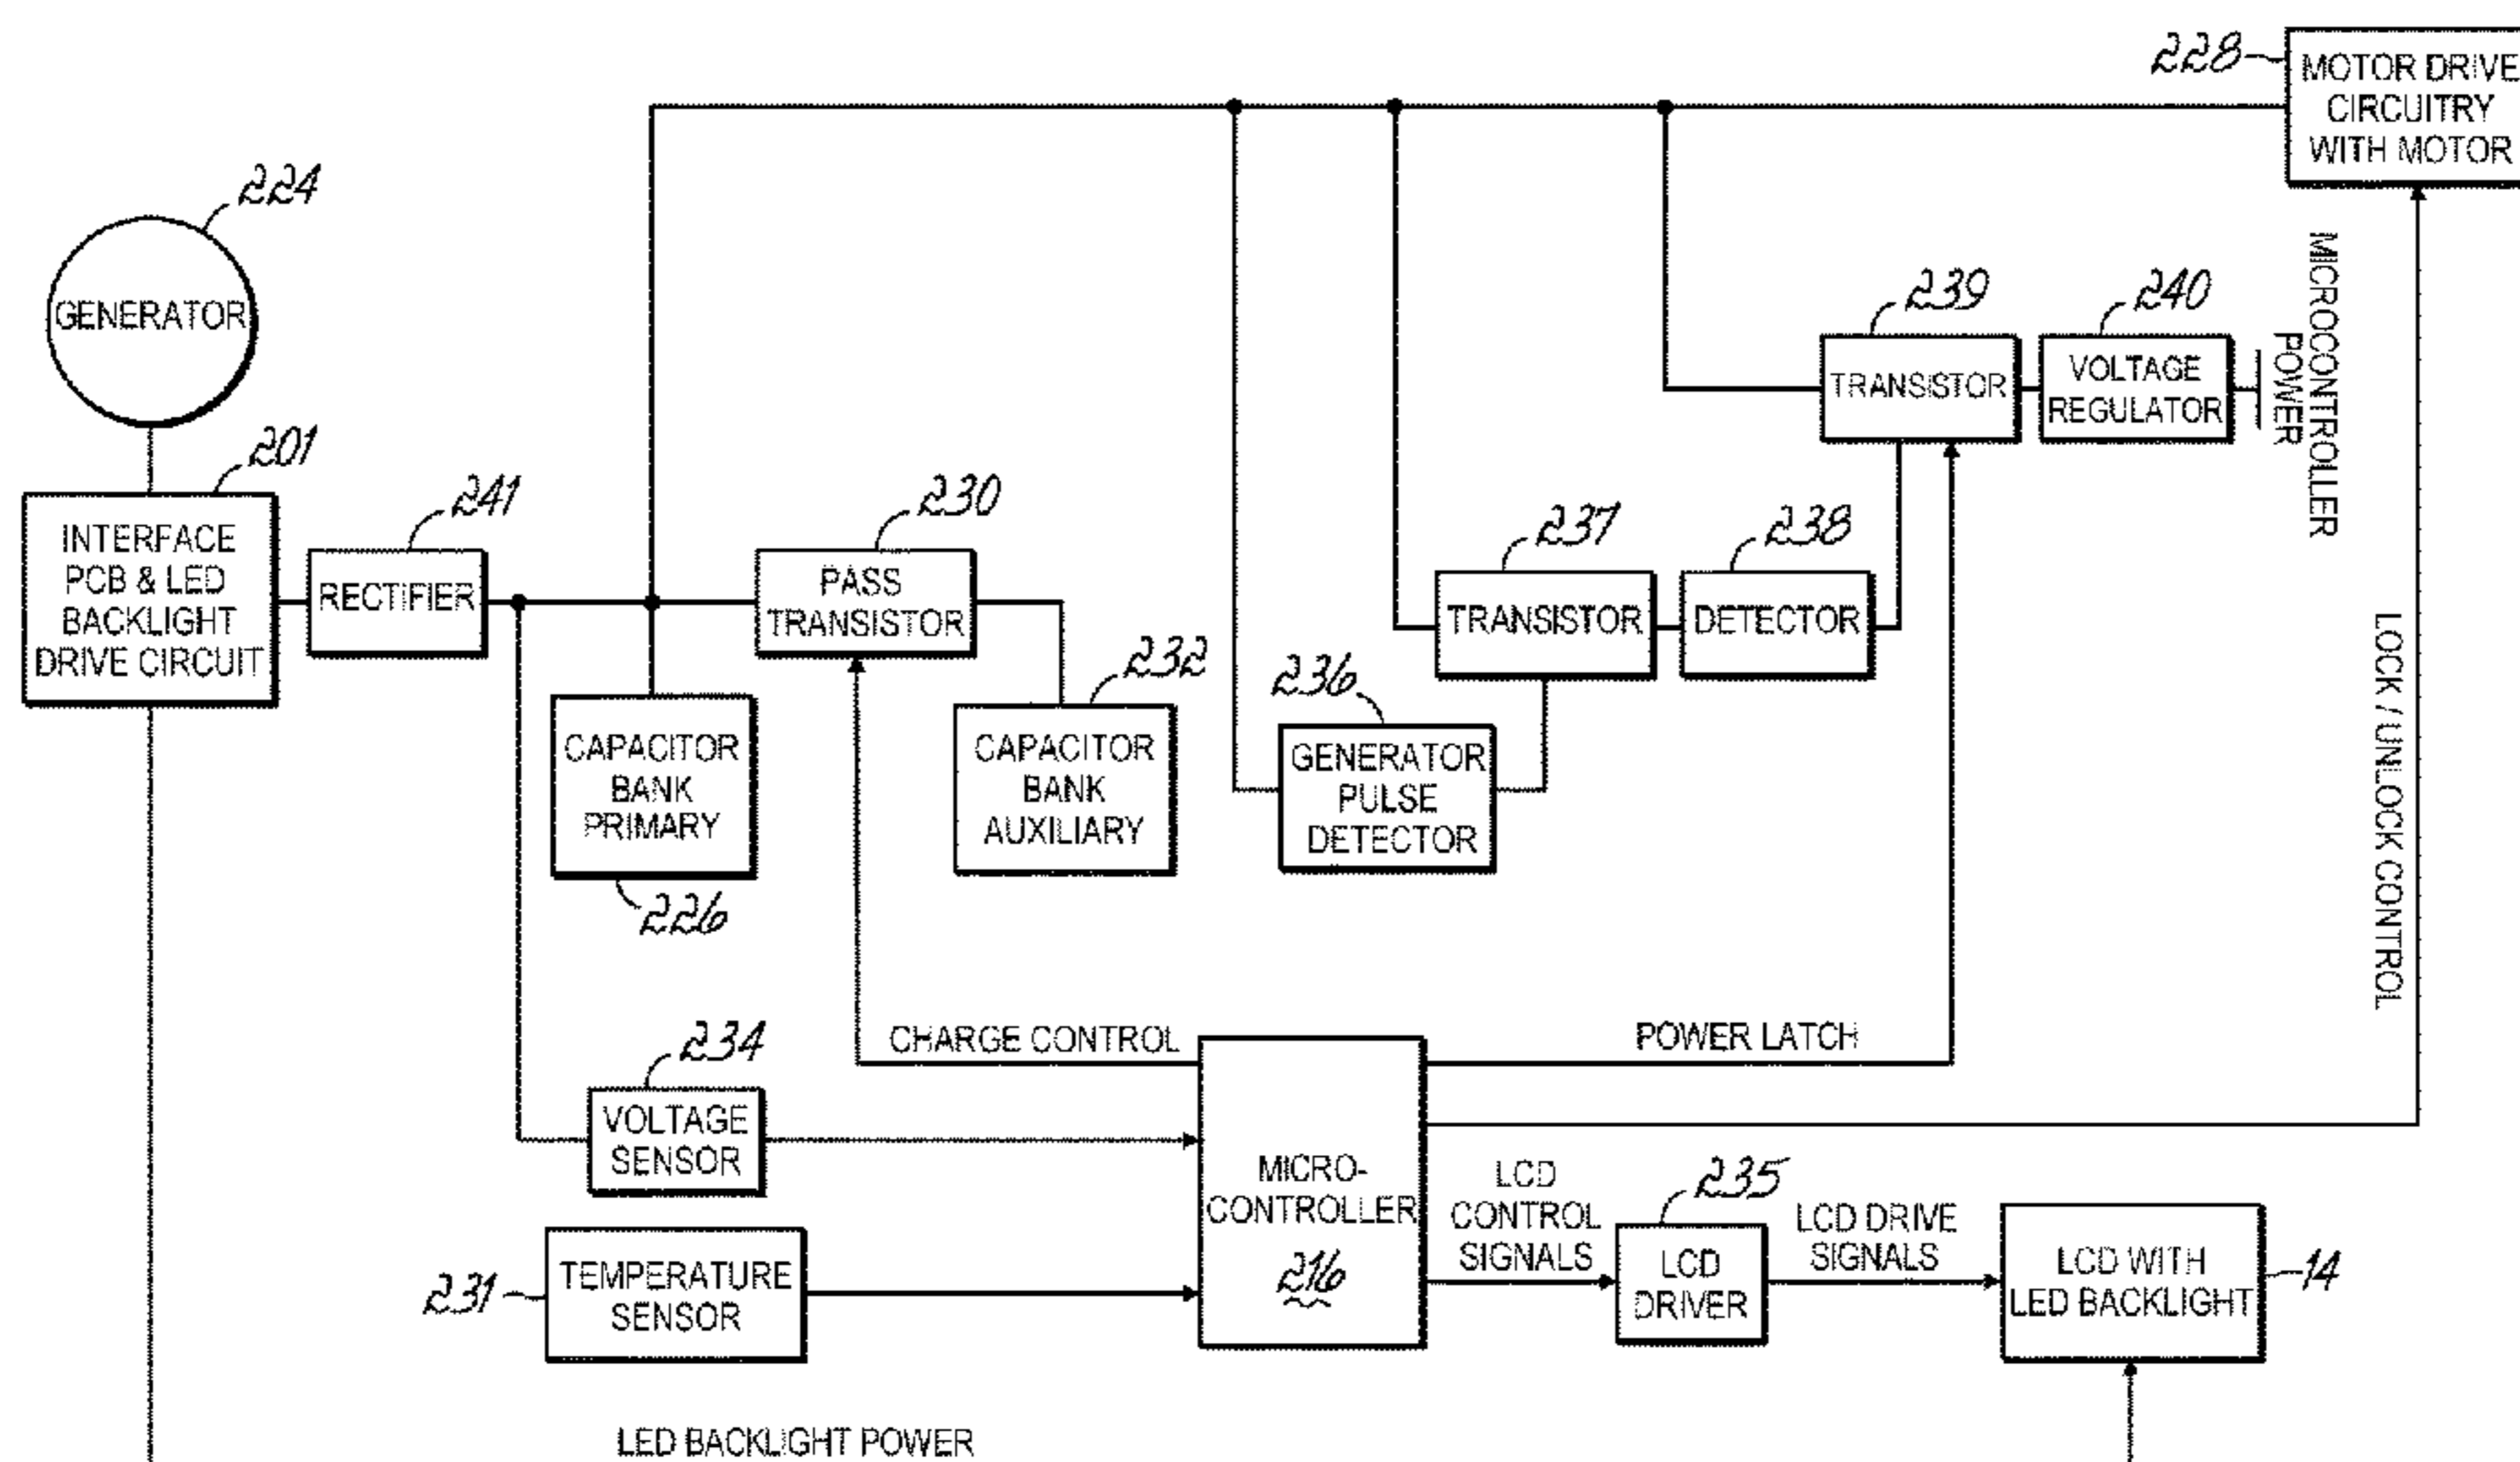 228
MOTOR DRIVE
CIRCUITRY
WITH MOTOR
224
GENERATOR
201
INTERFACE
PCB & LED
BACKLIGHT
DRIVE CIRCUIT
241
RECTIFIER
230
PASS
TRANSISTOR
232
CAPACITOR
BANK
AUXILIARY
CAPACITOR
BANK
PRIMARY
226
239
TRANSISTOR
240
VOLTAGE
REGULATOR
MICROCONTROLLER
POWER
237
TRANSISTOR
238
DETECTOR
236
GENERATOR
PULSE
DETECTOR
LOCK / UNLOCK CONTROL
CHARGE CONTROL
POWER LATCH
234
VOLTAGE
SENSOR
231
TEMPERATURE
SENSOR
MICRO-
CONTROLLER
216
LCD
CONTROL
SIGNALS
235
LCD
DRIVER
LCD DRIVE
SIGNALS
LCD WITH
LED BACKLIGHT
14
LED BACKLIGHT POWER